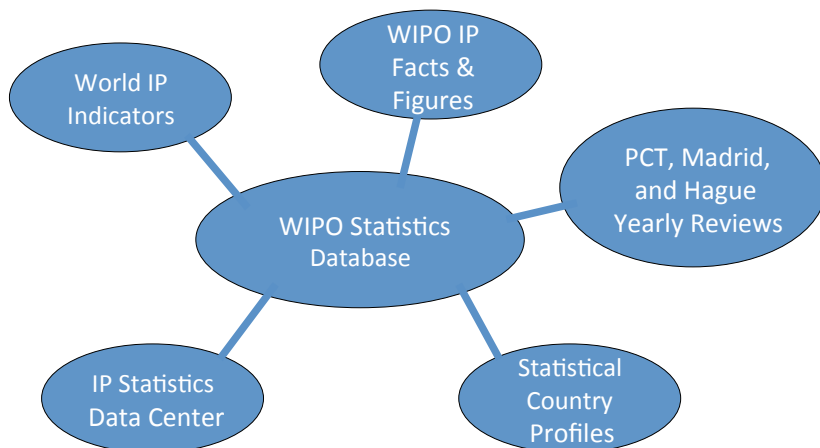 WIPO IP
Facts &
Figures
World IP
Indicators
PCT, Madrid,
and Hague
Yearly Reviews
WIPO Statistics
Database
IP Statistics
Data Center
Statistical
Country
Profiles